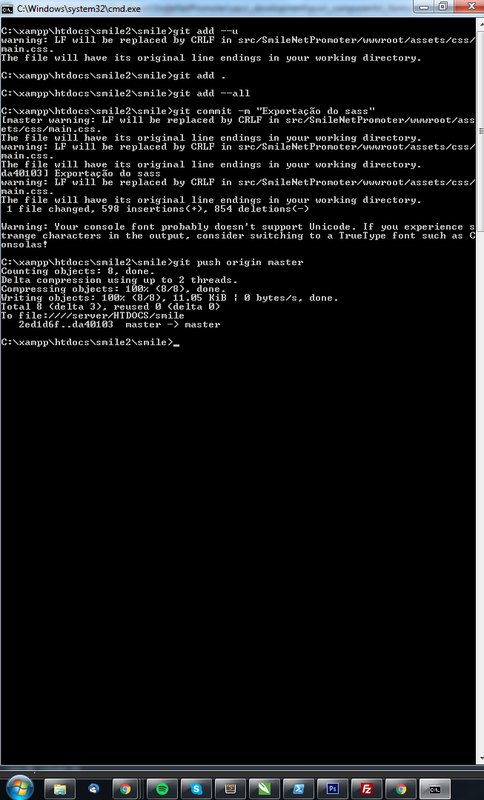 C:\Windows\system32\cmd.exe
C:\xampp\htdocs\smile2\smile>git add --u
warning: LF will be replaced by CRLF in src/SmileNetPromoter/wwwroot/assets/css/
main.css.
The file will have its original line endings in your working directory.
C:\xampp\htdocs\smile2\smile>git add .
C:\xampp\htdocs\smile2\smile>git add --all
C:\xampp\htdocs\smile2\smile>git commit -m "Exportação do sass"
[master warning: LF will be replaced by CRLF in src/SmileNetPromoter/wwwroot/ass
ets/css/main.css.
The file will have its original line endings in your working directory.
warning: LF will be replaced by CRLF in src/SmileNetPromoter/wwwroot/assets/css/
main.css.
The file will have its original line endings in your working directory.
da40103] Exportação do sass
warning: LF will be replaced by CRLF in src/SmileNetPromoter/wwwroot/assets/css/
main.css.
The file will have its original line endings in your working directory.
1 file changed, 598 insertions(+), 854 deletions(-)
Warning: Your console font probably doesn't support Unicode. If you experience s
trange characters in the output, consider switching to a TrueType font such as C
onsolas!
C:\xampp\htdocs\smile2\smile>git push origin master
Counting objects: 8, done.
Delta compression using up to 2 threads.
Compressing objects: 100% (8/8), done.
Writing objects: 100% (8/8), 11.05 KiB | 0 bytes/s, done.
Total 8 (delta 3), reused 0 (delta 0)
To file:////server/HTDOCS/smile
2ed1d6f..da40103 master -> master
C:\xampp\htdocs\smile2\smile>_